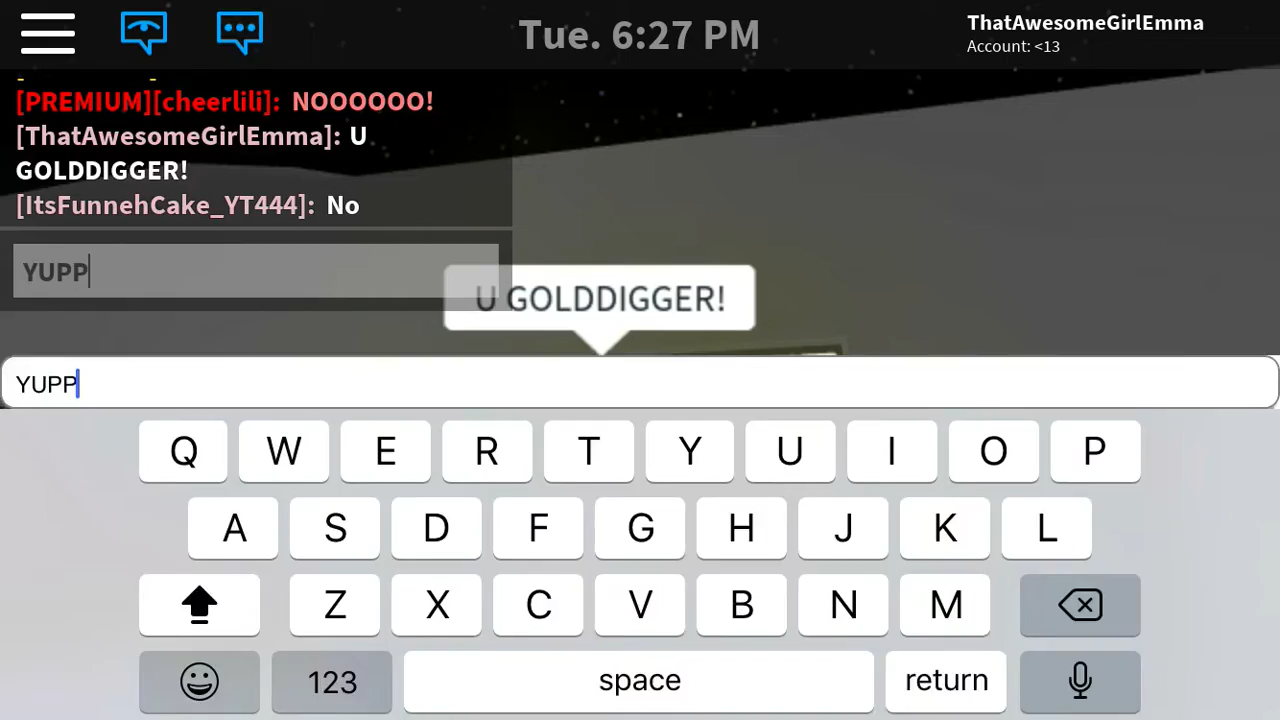 Tue. 6:27 PM
ThatAwesomeGirlEmma
Account: <13
[PREMIUM][cheerlili]: NOOOOOO!
[ThatAwesomeGirlEmma]: U
GOLDDIGGER!
[ItsFunnehCake_YT444]: No
YUPP
U GOLDDIGGER!
YUPP
Q W E R T Y U I O P
A S D F G H J K L
Z X C V B N M
123 space return